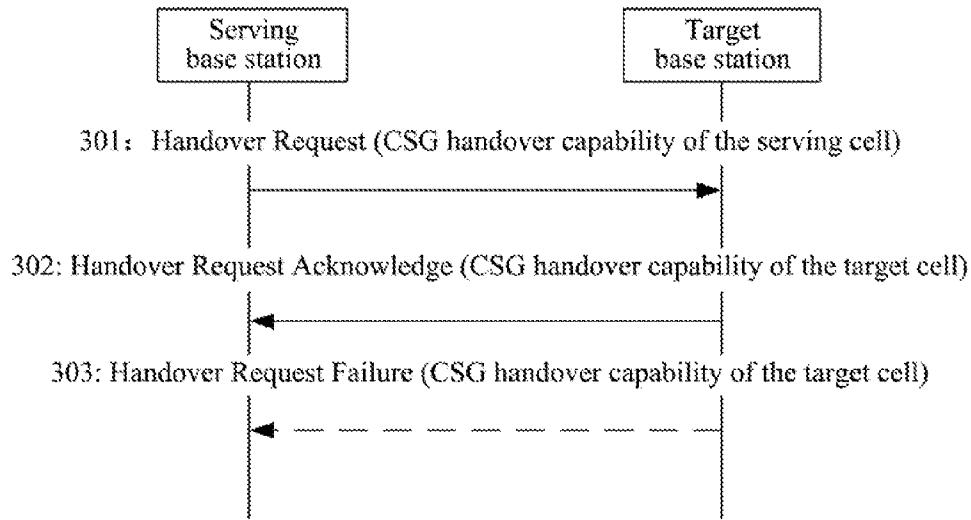 Serving
base station
Target
base station
301: Handover Request (CSG handover capability of the serving cell)
302: Handover Request Acknowledge (CSG handover capability of the target cell)
303: Handover Request Failure (CSG handover capability of the target cell)